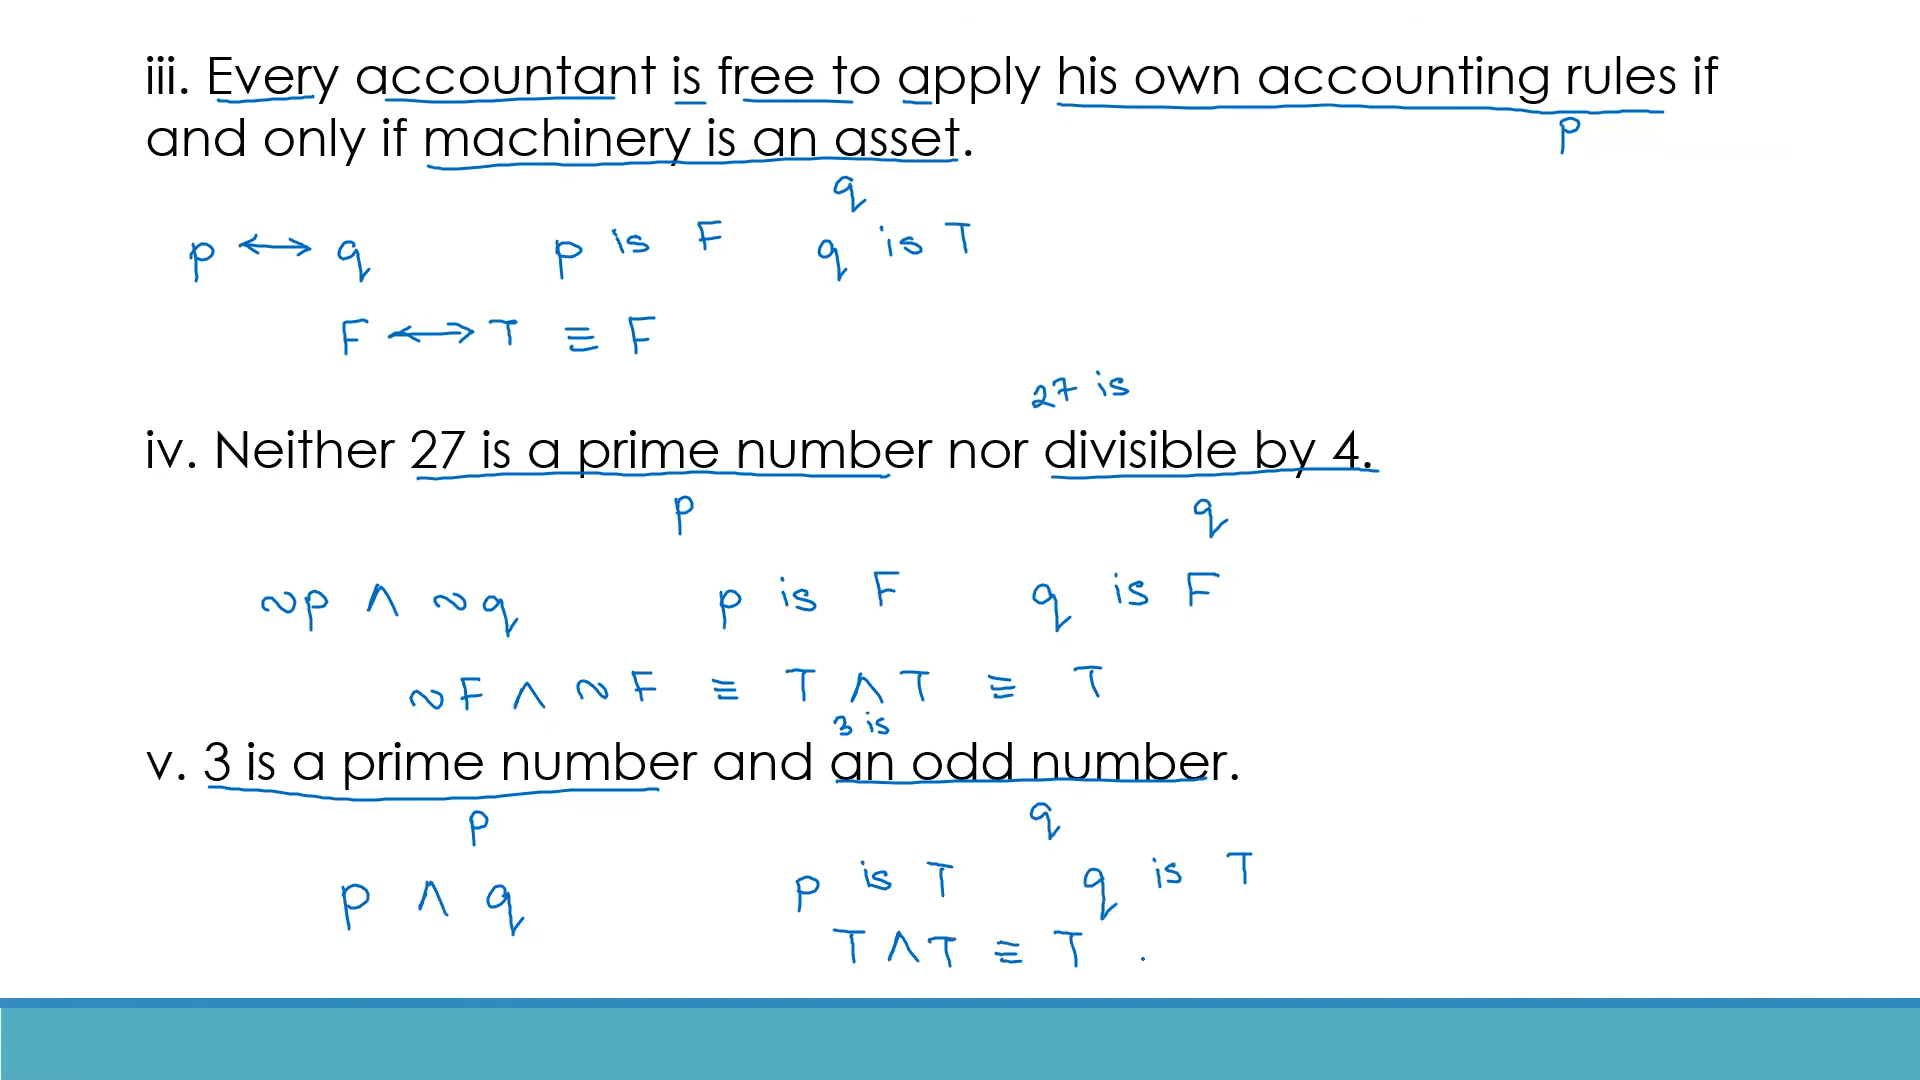 iii. Every accountant is free to apply his own accounting rules if
p
and only if machinery is an asset.
q
p ↔ q p is F q is T
F ↔ T ≡ F
27 is
iv. Neither 27 is a prime number nor divisible by 4.
p q
~p ∧ ~q p is F q is F
~F ∧ ~F ≡ T ∧ T ≡ T
3 is
v. 3 is a prime number and an odd number.
p q
p ∧ q p is T q is T
T ∧ T ≡ T .